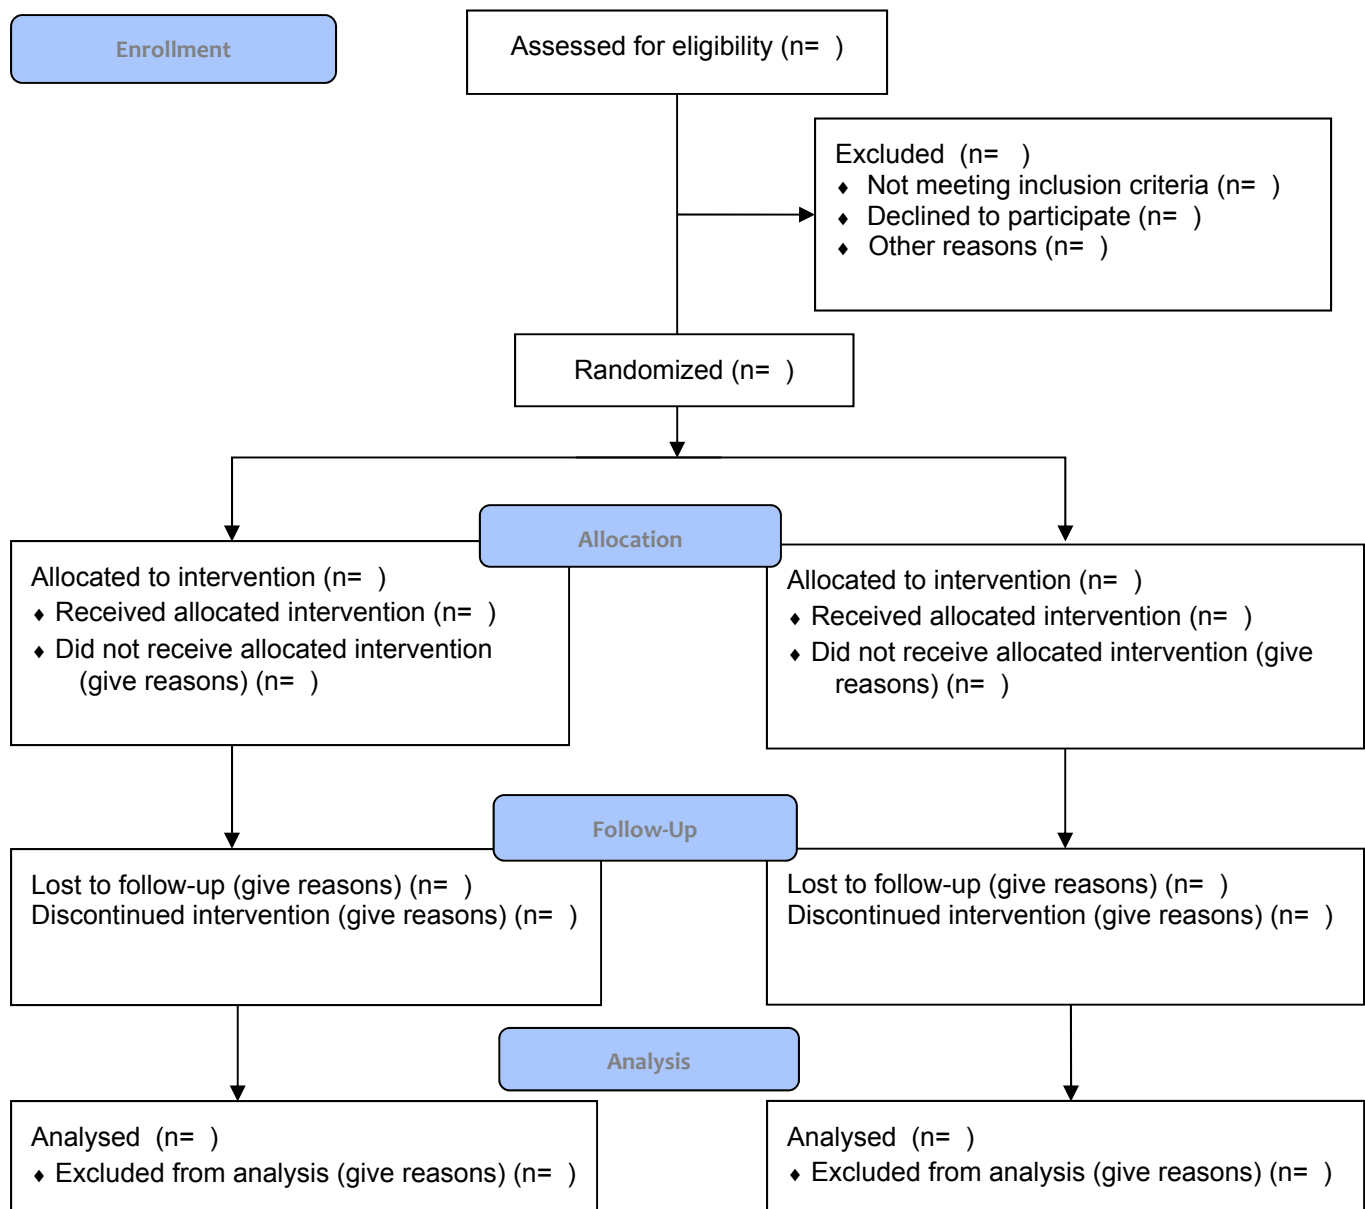 Enrollment
Assessed for eligibility (n=  )
Excluded  (n=   )
♦ Not meeting inclusion criteria (n=  )
♦ Declined to participate (n=  )
♦ Other reasons (n=  )
Randomized (n=  )
Allocation
Allocated to intervention (n=  )
♦ Received allocated intervention (n=  )
♦ Did not receive allocated intervention
(give reasons) (n=  )
Allocated to intervention (n=  )
♦ Received allocated intervention (n=  )
♦ Did not receive allocated intervention (give
reasons) (n=  )
Follow-Up
Lost to follow-up (give reasons) (n=  )
Discontinued intervention (give reasons) (n=  )
Lost to follow-up (give reasons) (n=  )
Discontinued intervention (give reasons) (n=  )
Analysis
Analysed  (n=  )
♦ Excluded from analysis (give reasons) (n=  )
Analysed  (n=  )
♦ Excluded from analysis (give reasons) (n=  )